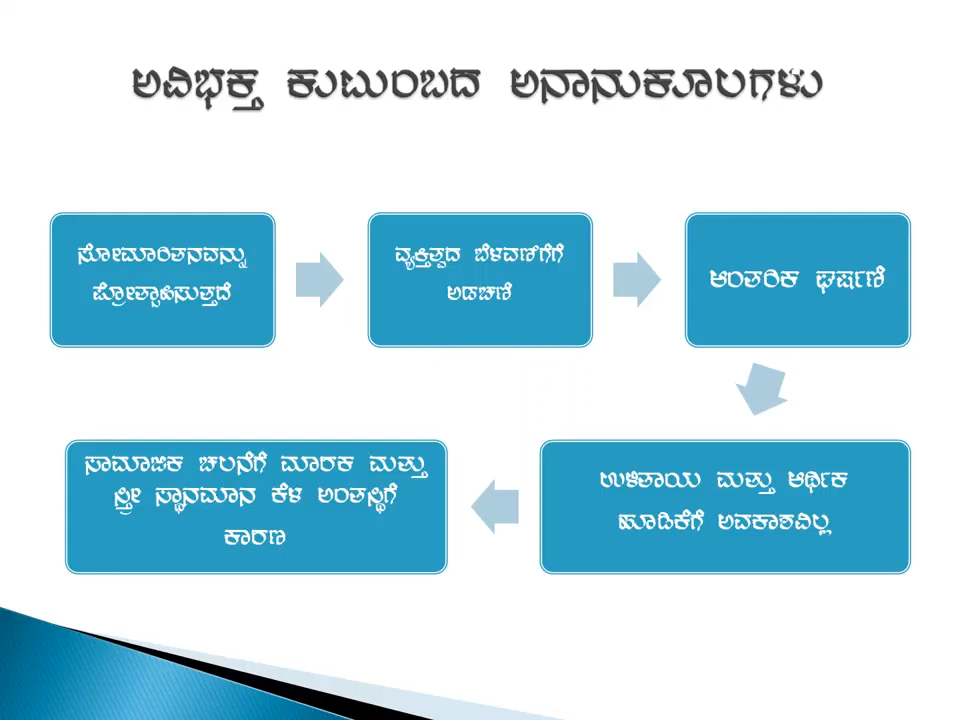 ಅವಿಭಕ್ತ ಕುಟುಂಬದ ಅನಾನುಕೂಲಗಳು
ಸೋಮಾರಿತನವನ್ನು
ಪ್ರೋತ್ಸಾಹಿಸುತ್ತದೆ
ವ್ಯಕ್ತಿತ್ವದ ಬೆಳವಣಿಗೆಗೆ
ಅಡಚಣೆ
ಆಂತರಿಕ ಘರ್ಷಣೆ
ಉಳಿತಾಯ ಮತ್ತು ಆರ್ಥಿಕ
ಹೂಡಿಕೆಗೆ ಅವಕಾಶವಿಲ್ಲ
ಸಾಮಾಜಿಕ ಚಲನೆಗೆ ಮಾರಕ ಮತ್ತು
ಸ್ತ್ರೀ ಸ್ಥಾನಮಾನ ಕೆಳ ಅಂತಸ್ಥಿಗೆ
ಕಾರಣ